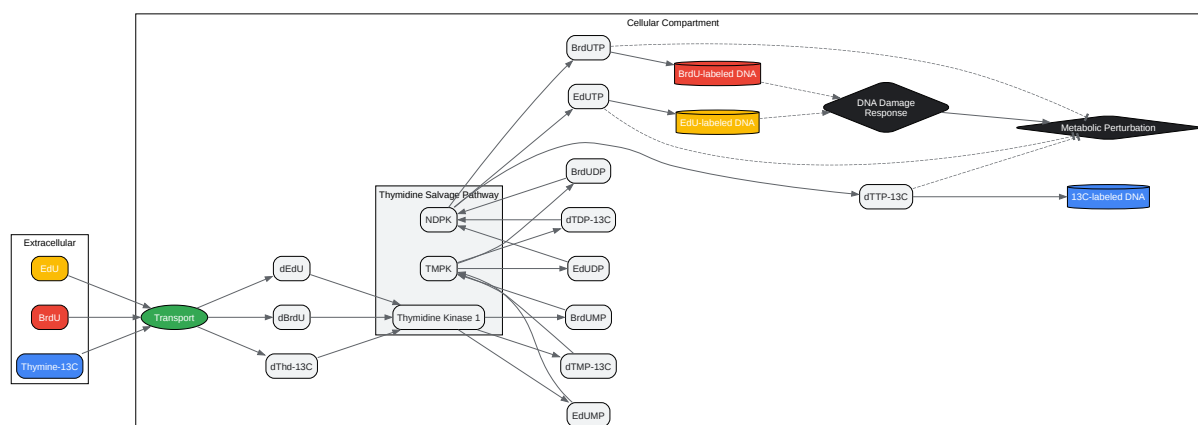 Cellular Compartment
BrdUTP
BrdU-labeled DNA
EdUTP
DNA Damage
Response
EdU-labeled DNA
Metabolic Perturbation
BrdUDP
Thymidine Salvage Pathway
dTTP-13C
13C-labeled DNA
NDPK
dTDP-13C
Extracellular
EdU
dEdU
TMPK
EdUDP
BrdU
Transport
dBrdU
Thymidine Kinase 1
BrdUMP
Thymine-13C
dThd-13C
dTMP-13C
EdUMP